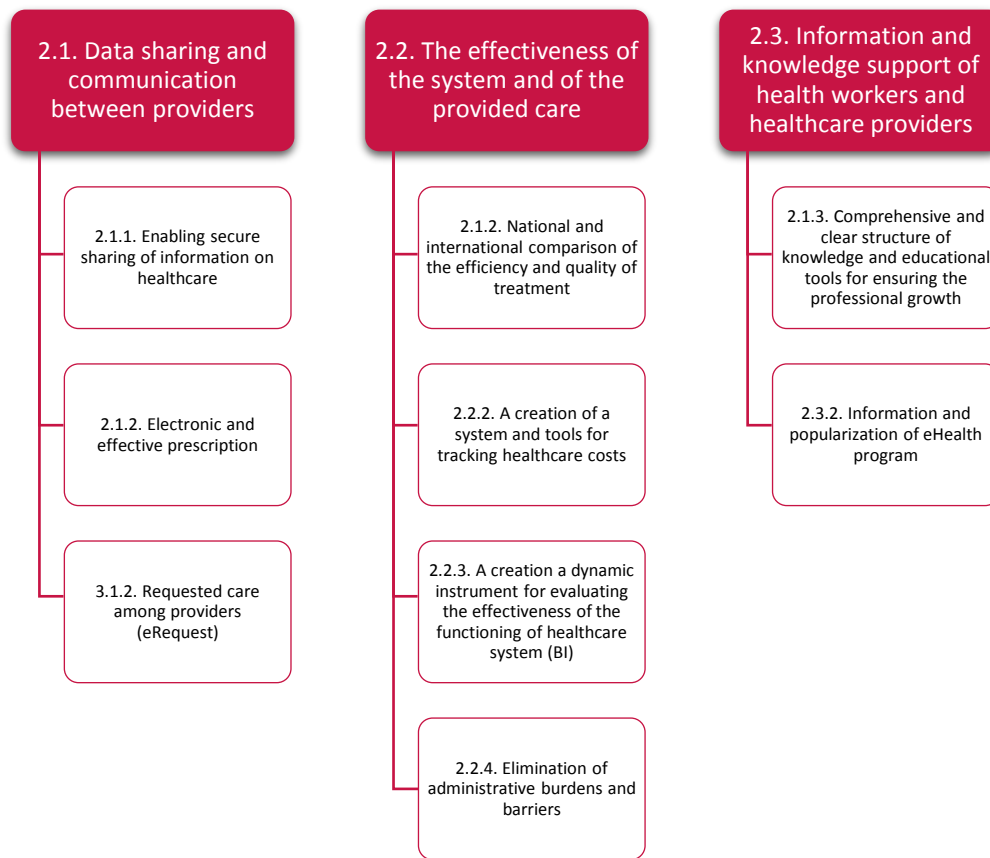 2.1. Data sharing and
communication
between providers
2.1.1. Enabling secure
sharing of information on
healthcare
2.1.2. Electronic and
effective prescription
3.1.2. Requested care
among providers
(eRequest)
2.2. The effectiveness of
the system and of the
provided care
2.1.2. National and
international comparison of
the efficiency and quality of
treatment
2.2.2. A creation of a
system and tools for
tracking healthcare costs
2.2.3. A creation a dynamic
instrument for evaluating
the effectiveness of the
functioning of healthcare
system (BI)
2.2.4. Elimination of
administrative burdens and
barriers
2.3. Information and
knowledge support of
health workers and
healthcare providers
2.1.3. Comprehensive and
clear structure of
knowledge and educational
tools for ensuring the
professional growth
2.3.2. Information and
popularization of eHealth
program